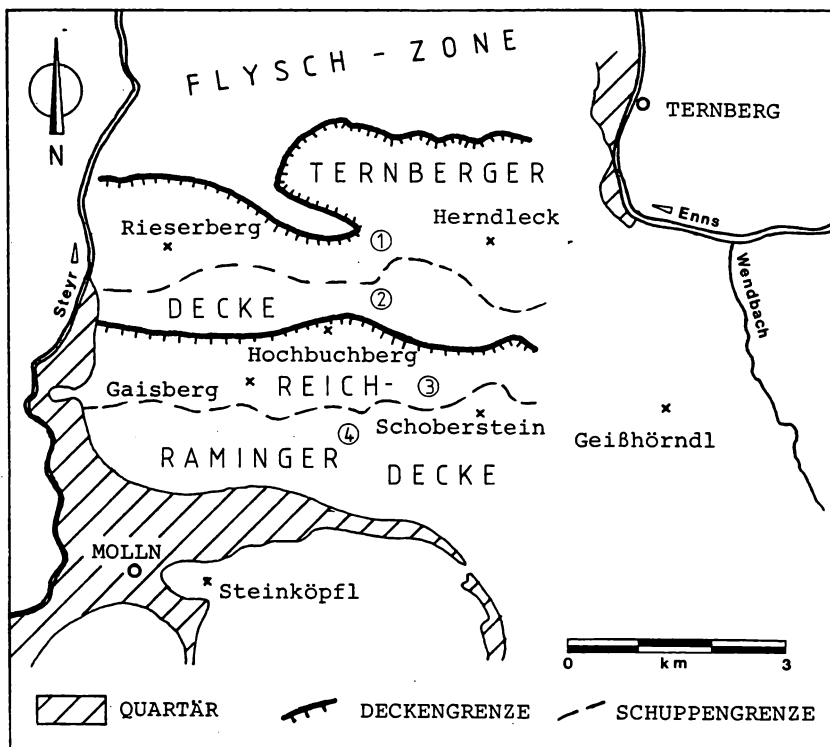 FLYSCH - ZONE
N
TERNBERG
TERNBERGER
Enns
Rieserberg
①
Herndleck
Steyr
Wendbach
②
DECKE
Hochbuchberg
Gaisberg
REICH-
③
Schoberstein
Geißhörndl
④
RAMINGER
DECKE
MOLLN
Steinköpfl
0 km 3
QUARTÄR DECKENGRENZE SCHUPPENGRENZE